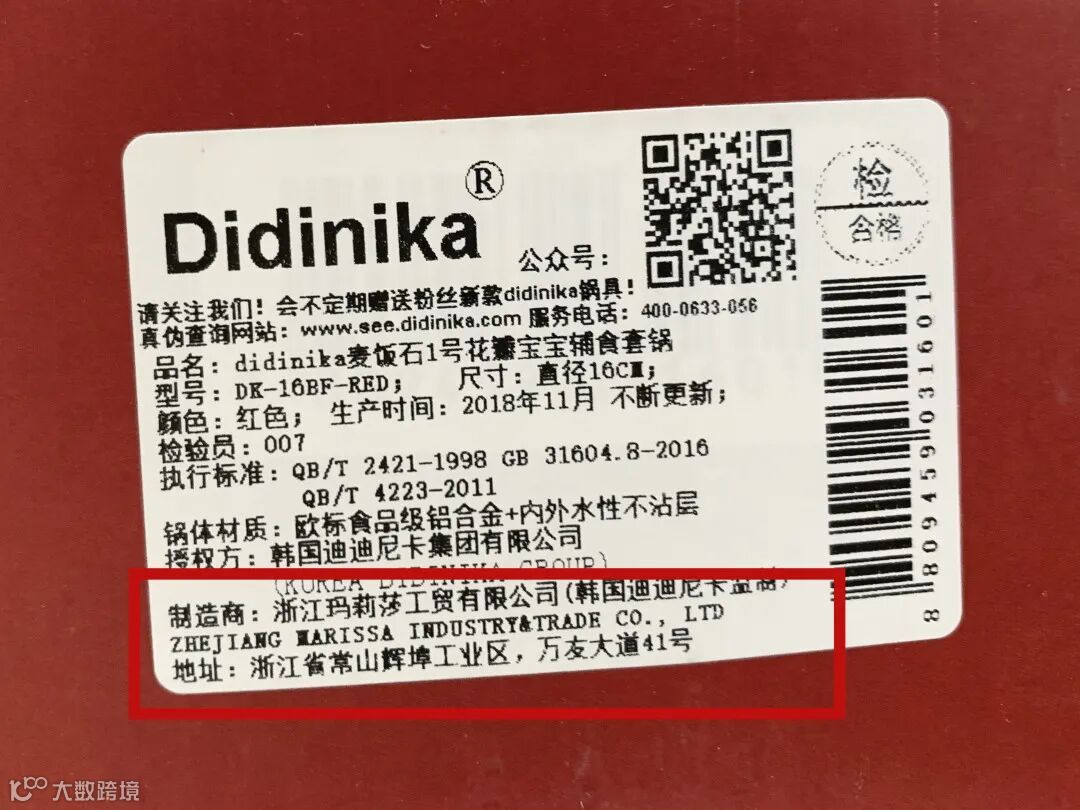 Didinika®
公众号：
检
合格
请关注我们！会不定期赠送粉丝新款didinika锅具！
真伪查询网站：www.see.didinika.com 服务电话：400-0633-056
品名：didinika麦饭石1号花瓣宝宝辅食套锅
型号：DK-16BF-RED； 尺寸：直径16CM；
颜色：红色； 生产时间：2018年11月 不断更新；
检验员：007
执行标准：QB/T 2421-1998 GB 31604.8-2016
QB/T 4223-2011
锅体材质：欧标食品级铝合金+内外水性不沾层
授权方：韩国迪迪尼卡集团有限公司
(KOREA DIDINIKA GROUP)
制造商：浙江玛莉莎工贸有限公司(韩国迪迪尼卡监制)
ZHEJIANG MARISSA INDUSTRY&TRADE CO., LTD
地址：浙江省常山辉埠工业区，万友大道41号
8809459031601
大数跨境